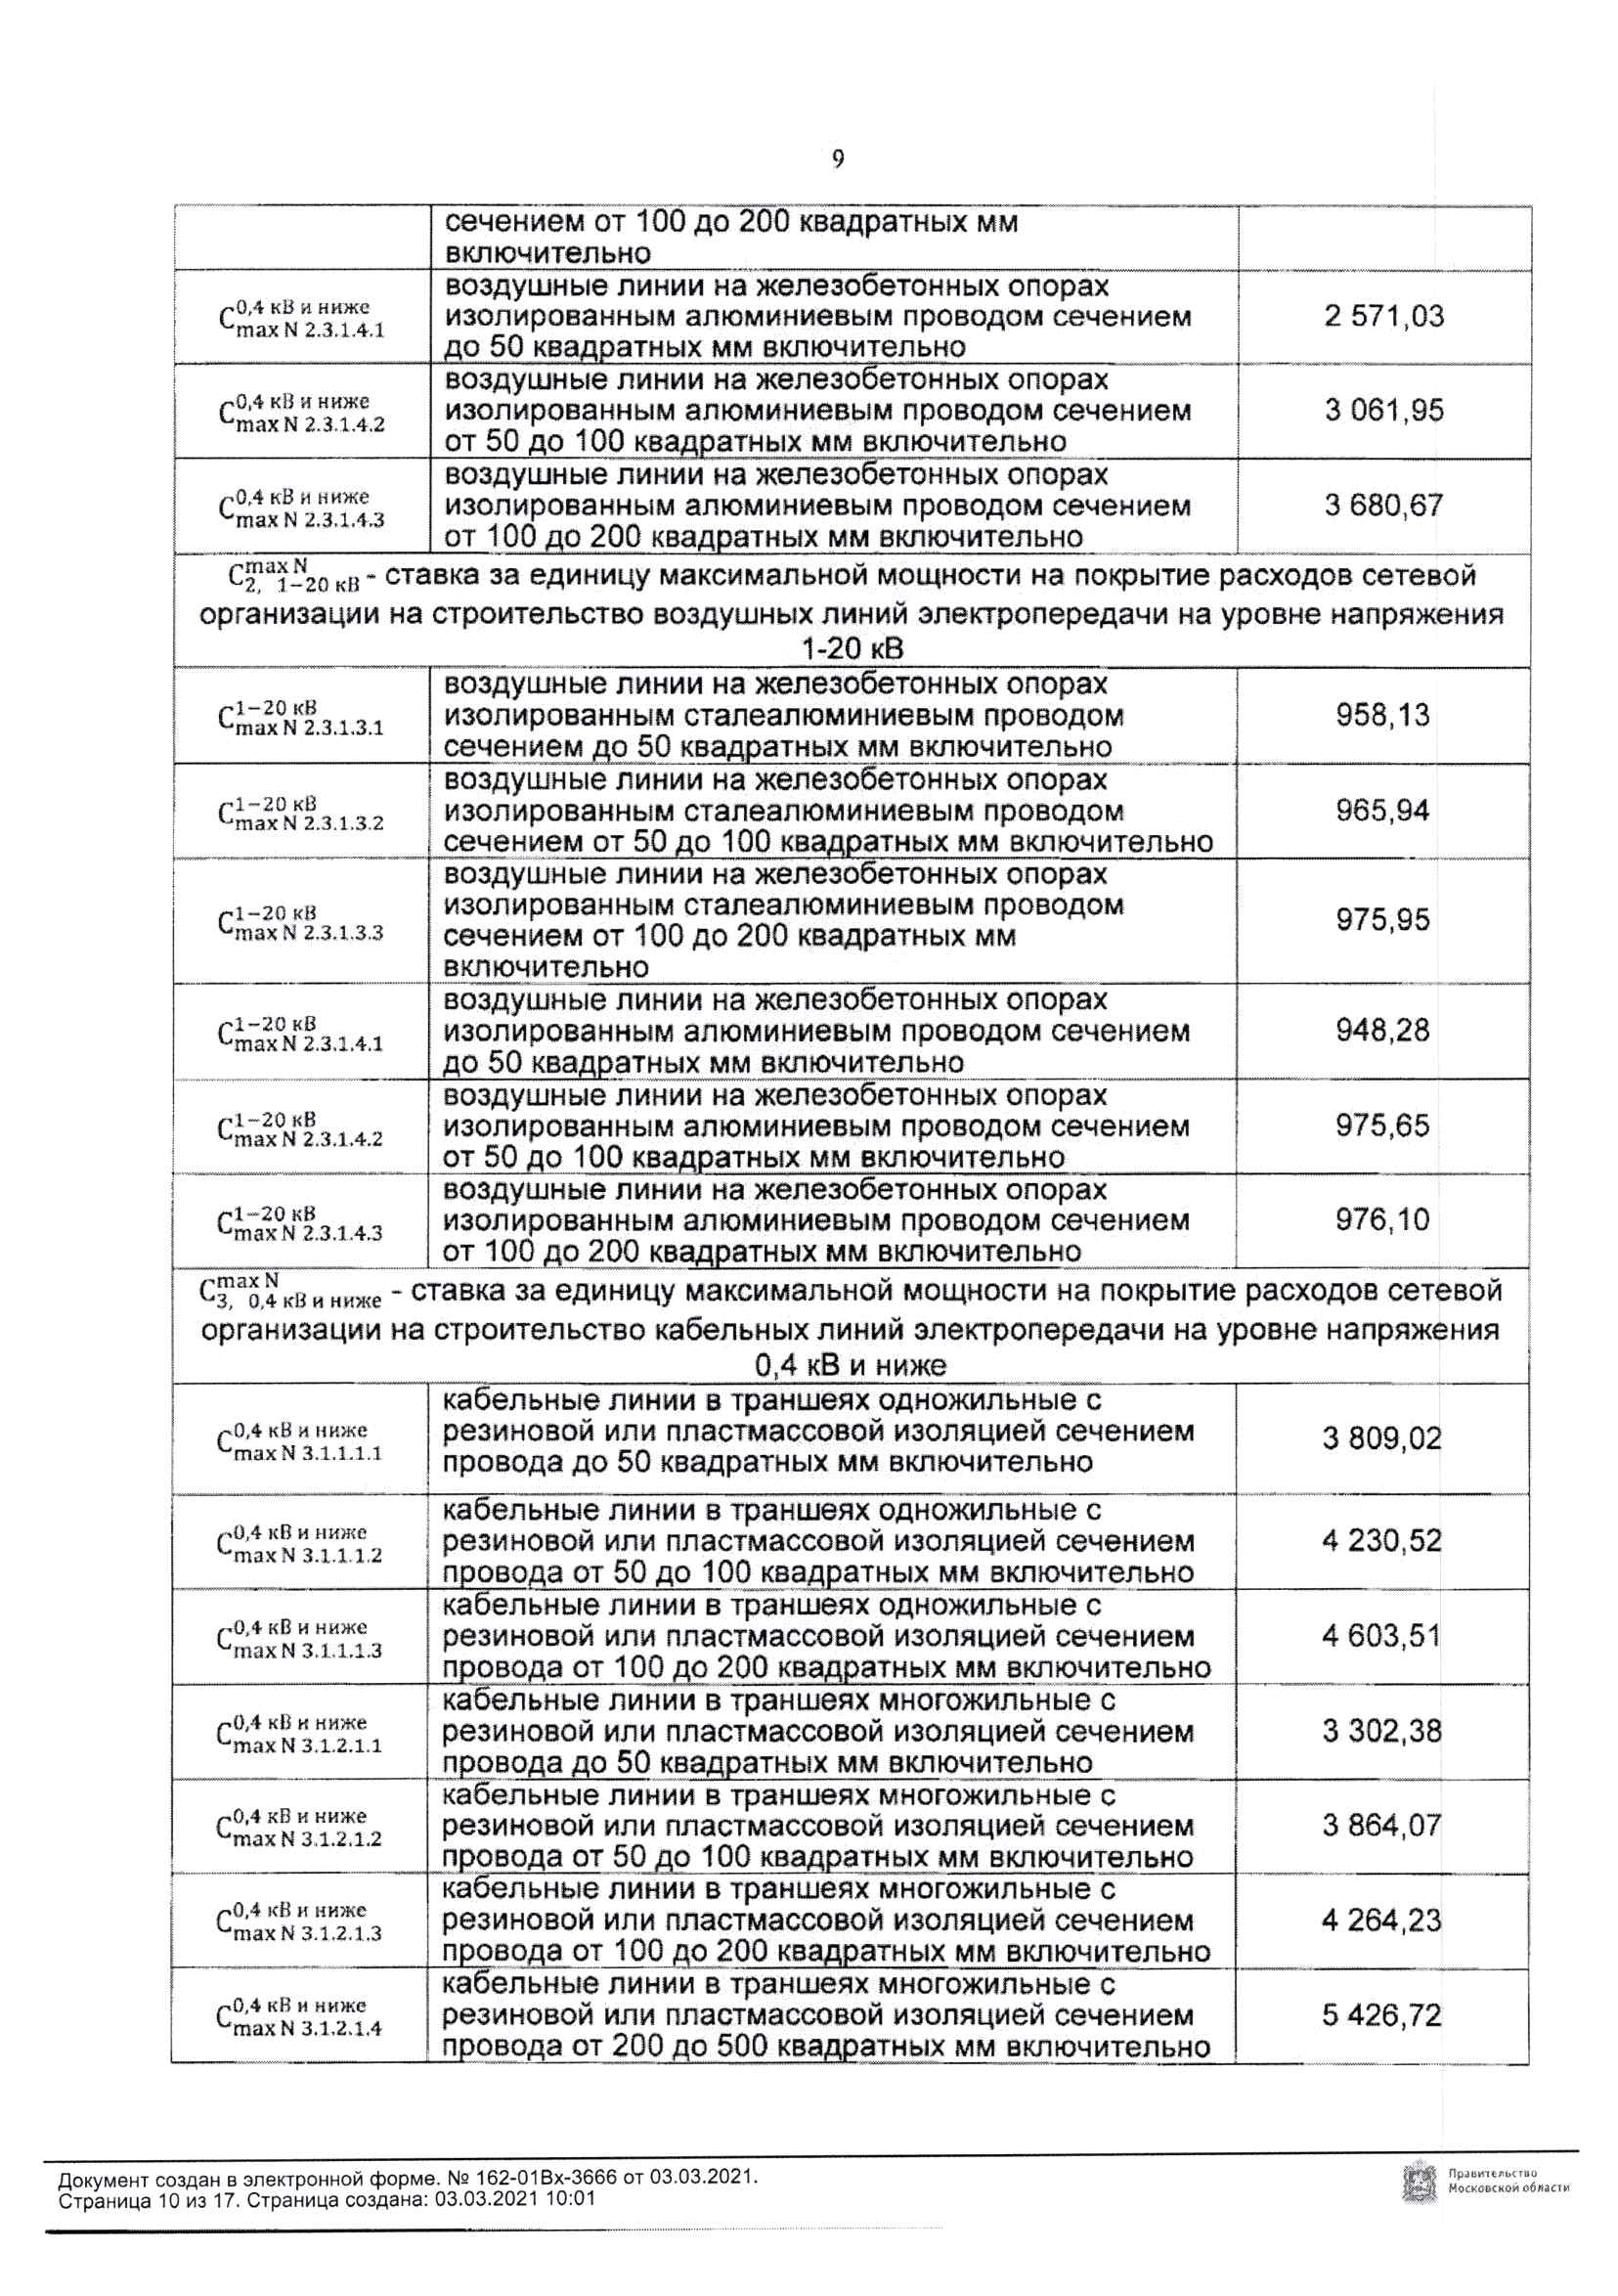 9
сечением от 100 до 200 квадратных мм
включительно
C 0,4 кВ и ниже max N 2.3.1.4.1
воздушные линии на железобетонных опорах
изолированным алюминиевым проводом сечением
до 50 квадратных мм включительно
2 571,03
C 0,4 кВ и ниже max N 2.3.1.4.2
воздушные линии на железобетонных опорах
изолированным алюминиевым проводом сечением
от 50 до 100 квадратных мм включительно
3 061,95
C 0,4 кВ и ниже max N 2.3.1.4.3
воздушные линии на железобетонных опорах
изолированным алюминиевым проводом сечением
от 100 до 200 квадратных мм включительно
3 680,67
C max N 2, 1–20 кВ - ставка за единицу максимальной мощности на покрытие расходов сетевой
организации на строительство воздушных линий электропередачи на уровне напряжения
1-20 кВ
C 1–20 кВ max N 2.3.1.3.1
воздушные линии на железобетонных опорах
изолированным сталеалюминиевым проводом
сечением до 50 квадратных мм включительно
958,13
C 1–20 кВ max N 2.3.1.3.2
воздушные линии на железобетонных опорах
изолированным сталеалюминиевым проводом
сечением от 50 до 100 квадратных мм включительно
965,94
C 1–20 кВ max N 2.3.1.3.3
воздушные линии на железобетонных опорах
изолированным сталеалюминиевым проводом
сечением от 100 до 200 квадратных мм
включительно
975,95
C 1–20 кВ max N 2.3.1.4.1
воздушные линии на железобетонных опорах
изолированным алюминиевым проводом сечением
до 50 квадратных мм включительно
948,28
C 1–20 кВ max N 2.3.1.4.2
воздушные линии на железобетонных опорах
изолированным алюминиевым проводом сечением
от 50 до 100 квадратных мм включительно
975,65
C 1–20 кВ max N 2.3.1.4.3
воздушные линии на железобетонных опорах
изолированным алюминиевым проводом сечением
от 100 до 200 квадратных мм включительно
976,10
C max N 3, 0,4 кВ и ниже - ставка за единицу максимальной мощности на покрытие расходов сетевой
организации на строительство кабельных линий электропередачи на уровне напряжения
0,4 кВ и ниже
C 0,4 кВ и ниже max N 3.1.1.1.1
кабельные линии в траншеях одножильные с
резиновой или пластмассовой изоляцией сечением
провода до 50 квадратных мм включительно
3 809,02
C 0,4 кВ и ниже max N 3.1.1.1.2
кабельные линии в траншеях одножильные с
резиновой или пластмассовой изоляцией сечением
провода от 50 до 100 квадратных мм включительно
4 230,52
C 0,4 кВ и ниже max N 3.1.1.1.3
кабельные линии в траншеях одножильные с
резиновой или пластмассовой изоляцией сечением
провода от 100 до 200 квадратных мм включительно
4 603,51
C 0,4 кВ и ниже max N 3.1.2.1.1
кабельные линии в траншеях многожильные с
резиновой или пластмассовой изоляцией сечением
провода до 50 квадратных мм включительно
3 302,38
C 0,4 кВ и ниже max N 3.1.2.1.2
кабельные линии в траншеях многожильные с
резиновой или пластмассовой изоляцией сечением
провода от 50 до 100 квадратных мм включительно
3 864,07
C 0,4 кВ и ниже max N 3.1.2.1.3
кабельные линии в траншеях многожильные с
резиновой или пластмассовой изоляцией сечением
провода от 100 до 200 квадратных мм включительно
4 264,23
C 0,4 кВ и ниже max N 3.1.2.1.4
кабельные линии в траншеях многожильные с
резиновой или пластмассовой изоляцией сечением
провода от 200 до 500 квадратных мм включительно
5 426,72
Документ создан в электронной форме. № 162-01Вх-3666 от 03.03.2021.
Страница 10 из 17. Страница создана: 03.03.2021 10:01
Правительство
Московской области